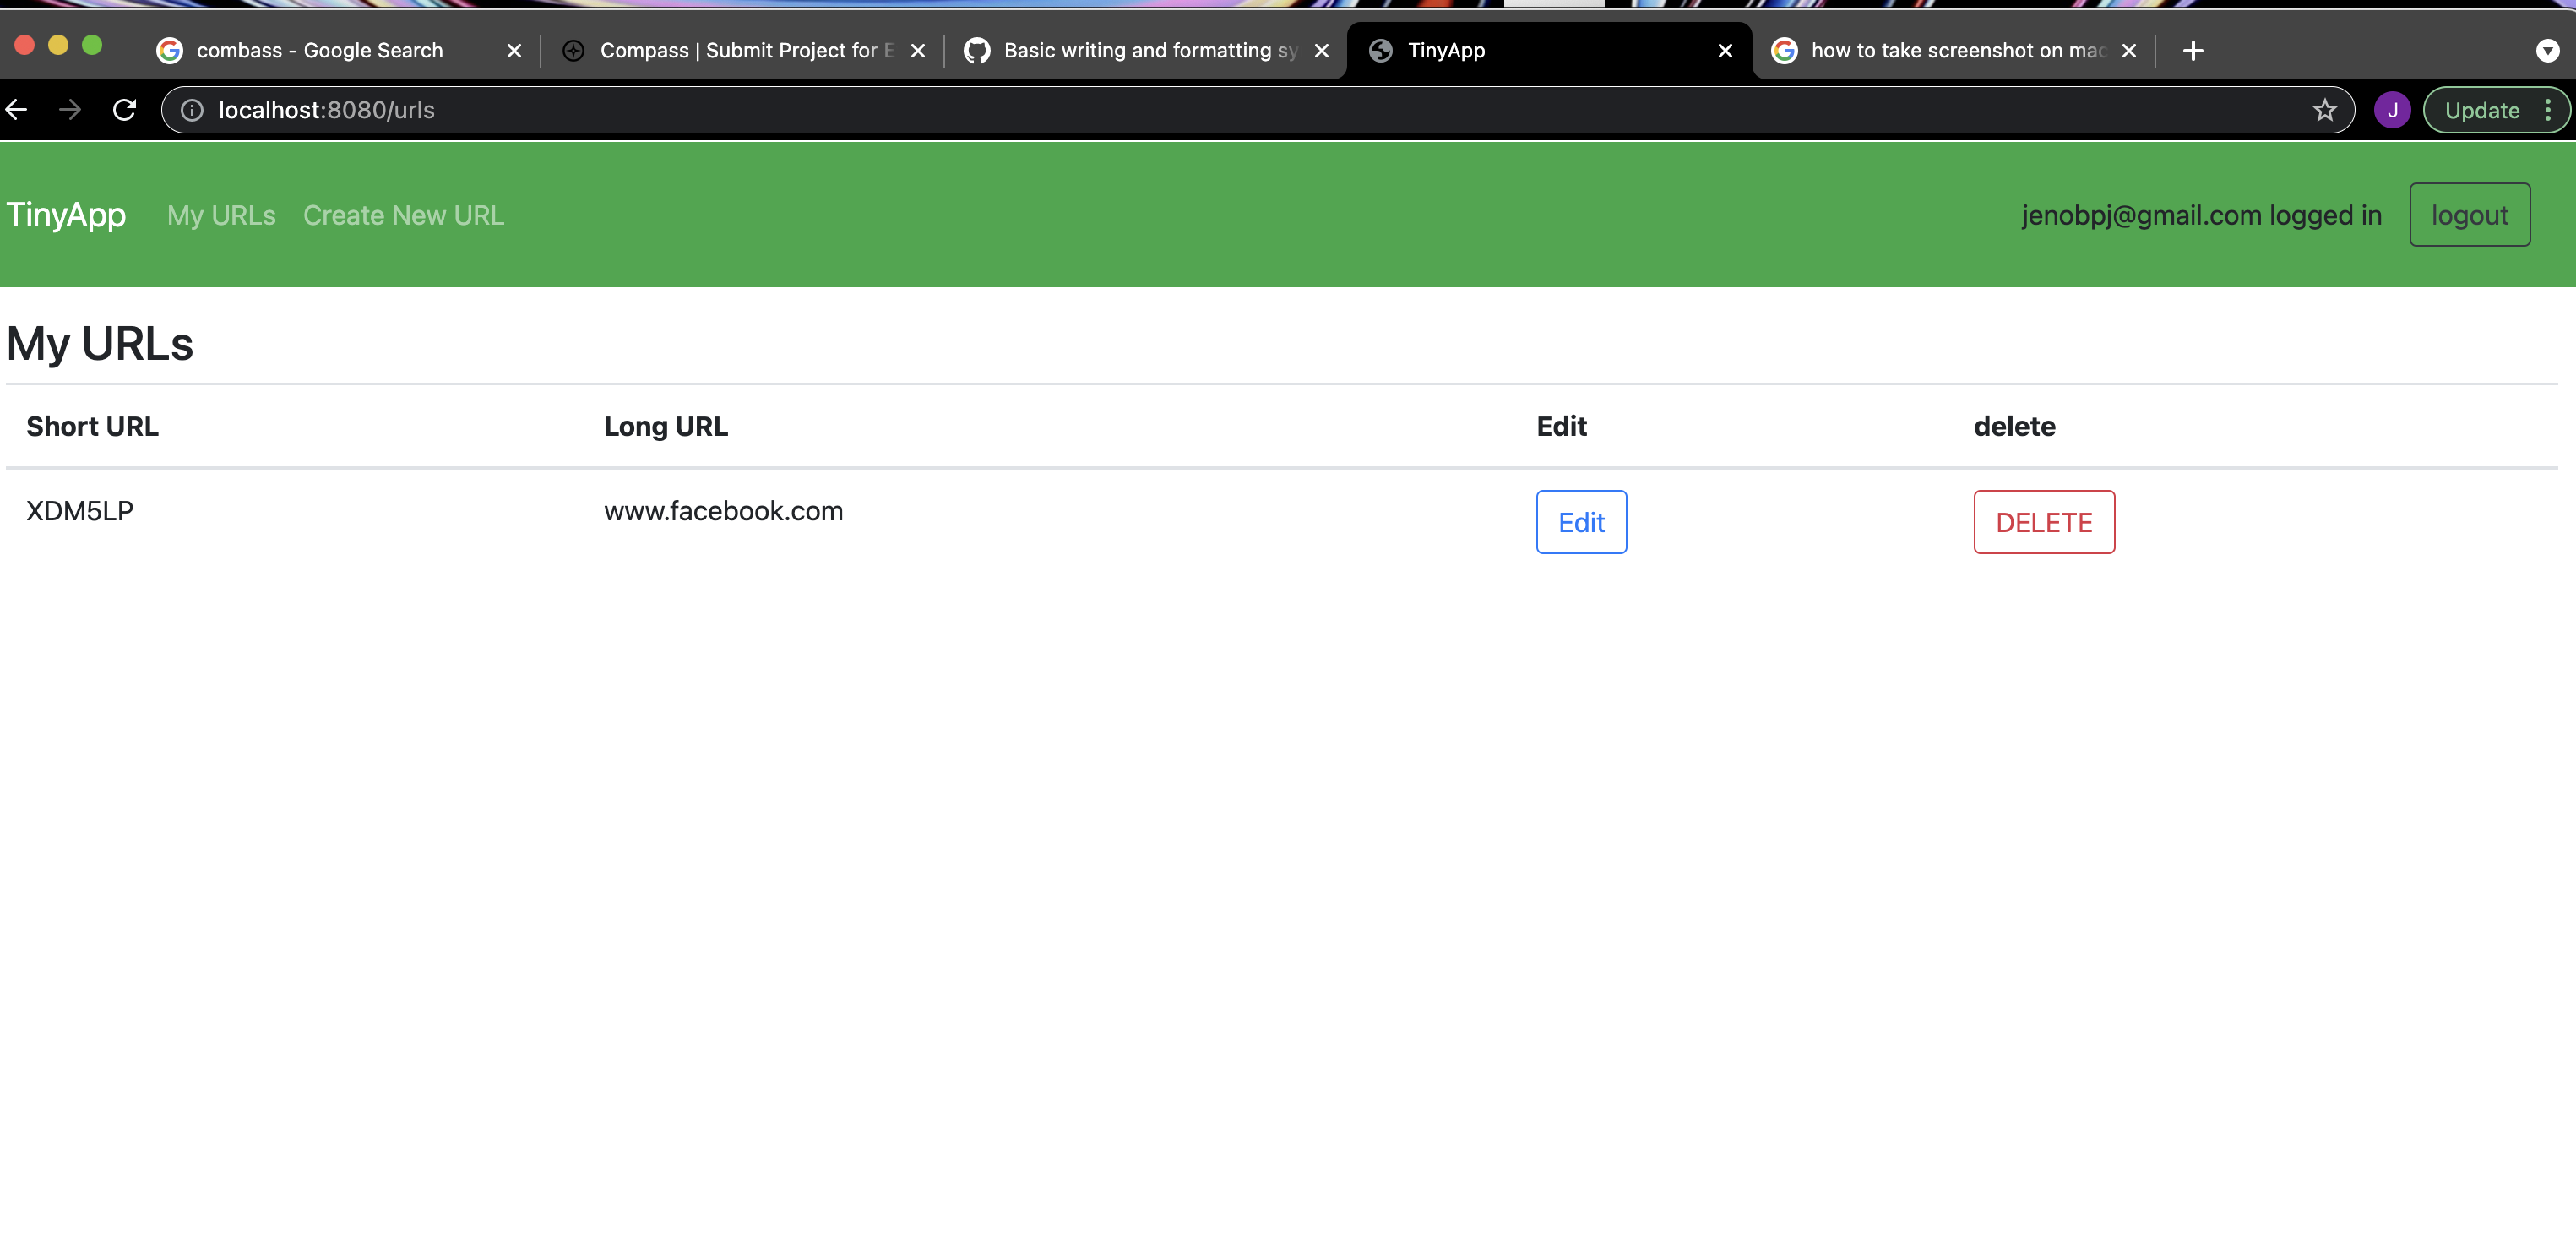 combass - Google Search
Compass | Submit Project for E
Basic writing and formatting sy
TinyApp
how to take screenshot on mac
localhost:8080/urls
J
Update
TinyApp
My URLs
Create New URL
jenobpj@gmail.com logged in
logout
My URLs
Short URL
Long URL
Edit
delete
XDM5LP
www.facebook.com
Edit
DELETE